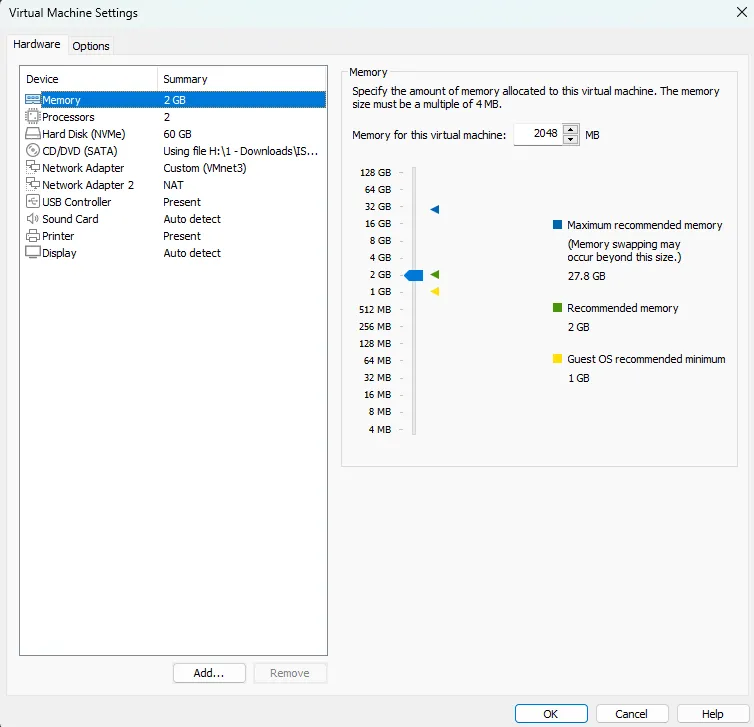 Virtual Machine Settings
Hardware Options
Device Summary
Memory 2 GB
Processors 2
Hard Disk (NVMe) 60 GB
CD/DVD (SATA) Using file H:\1 - Downloads\IS...
Network Adapter Custom (VMnet3)
Network Adapter 2 NAT
USB Controller Present
Sound Card Auto detect
Printer Present
Display Auto detect
Add... Remove
Memory
Specify the amount of memory allocated to this virtual machine. The memory
size must be a multiple of 4 MB.
Memory for this virtual machine: 2048 MB
128 GB
64 GB
32 GB
16 GB
8 GB
4 GB
2 GB
1 GB
512 MB
256 MB
128 MB
64 MB
32 MB
16 MB
8 MB
4 MB
Maximum recommended memory
(Memory swapping may
occur beyond this size.)
27.8 GB
Recommended memory
2 GB
Guest OS recommended minimum
1 GB
OK Cancel Help